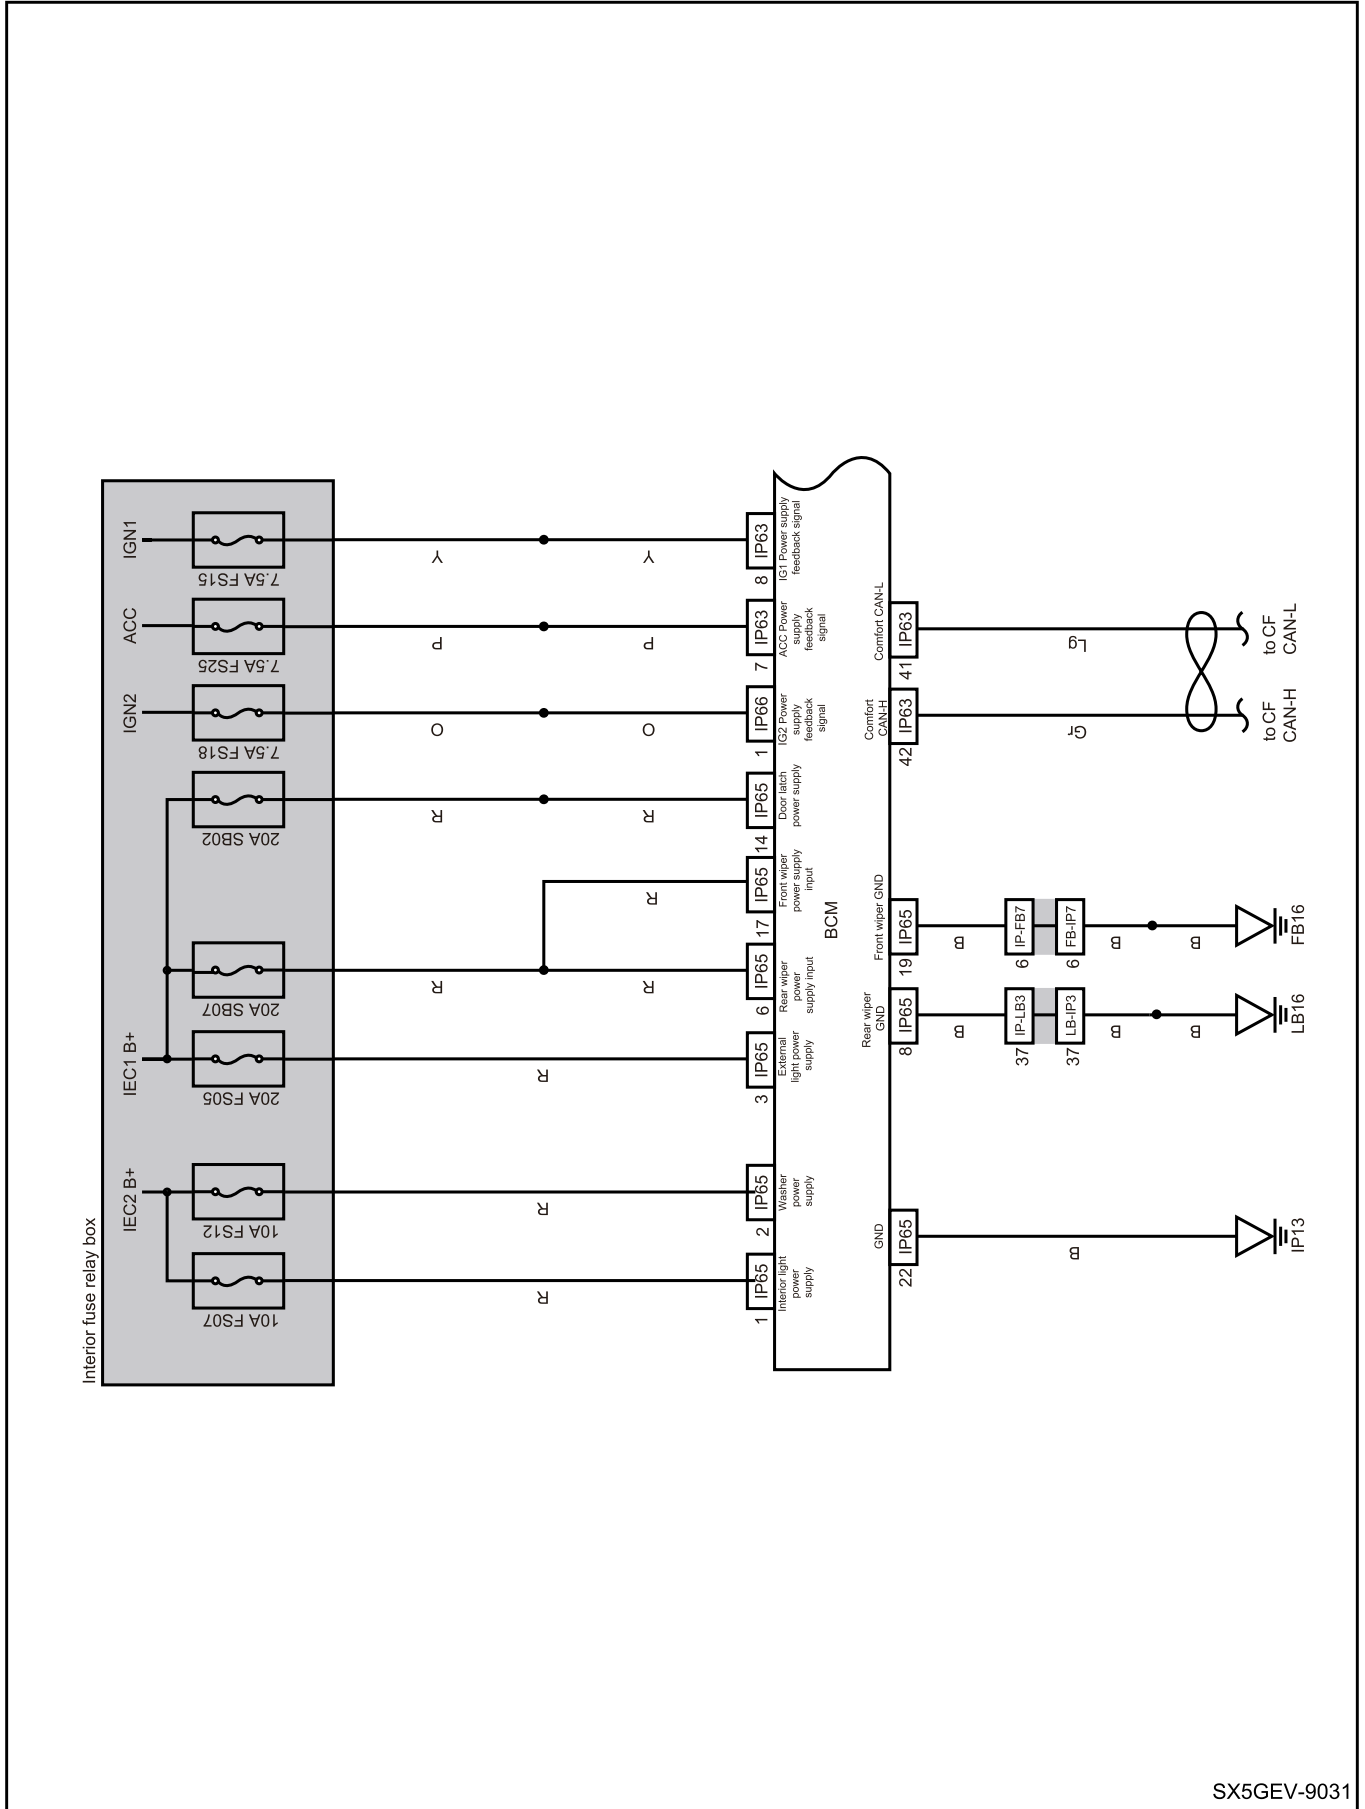 Interior fuse relay box
IEC2 B+
IEC1 B+
IGN2
ACC
IGN1
10A FS07
10A FS12
20A FS05
20A SB07
20A SB02
7.5A FS18
7.5A FS25
7.5A FS15
R
R
R
R
R
R
R
R
O
O
P
P
Y
Y
1
IP65
Interior light
power
supply
2
IP65
Washer
power
supply
3
IP65
External
light power
supply
6
IP65
Rear wiper
power
supply input
17
IP65
Front wiper
power supply
input
14
IP65
Door latch
power supply
1
IP66
IG2 Power
supply
feedback
signal
7
IP63
ACC Power
supply
feedback
signal
8
IP63
IG1 Power supply
feedback signal
BCM
GND
22
IP65
B
IP13
Rear wiper
GND
8
IP65
B
37
IP-LB3
37
LB-IP3
B
B
LB16
Front wiper GND
19
IP65
B
6
IP-FB7
6
FB-IP7
B
B
FB16
Comfort
CAN-H
42
IP63
Gr
to CF
CAN-H
Comfort CAN-L
41
IP63
Lg
to CF
CAN-L
SX5GEV-9031